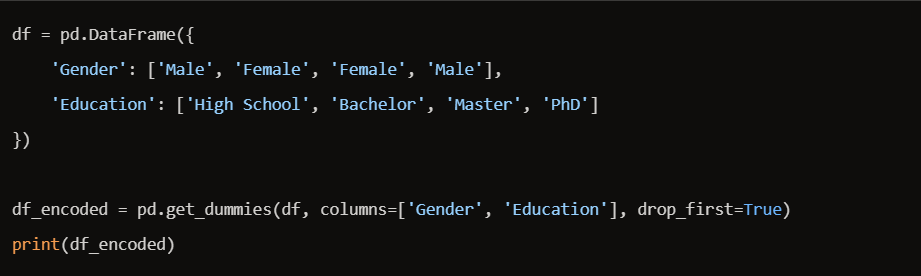 df = pd.DataFrame({
    'Gender': ['Male', 'Female', 'Female', 'Male'],
    'Education': ['High School', 'Bachelor', 'Master', 'PhD']
})
df_encoded = pd.get_dummies(df, columns=['Gender', 'Education'], drop_first=True)
print(df_encoded)